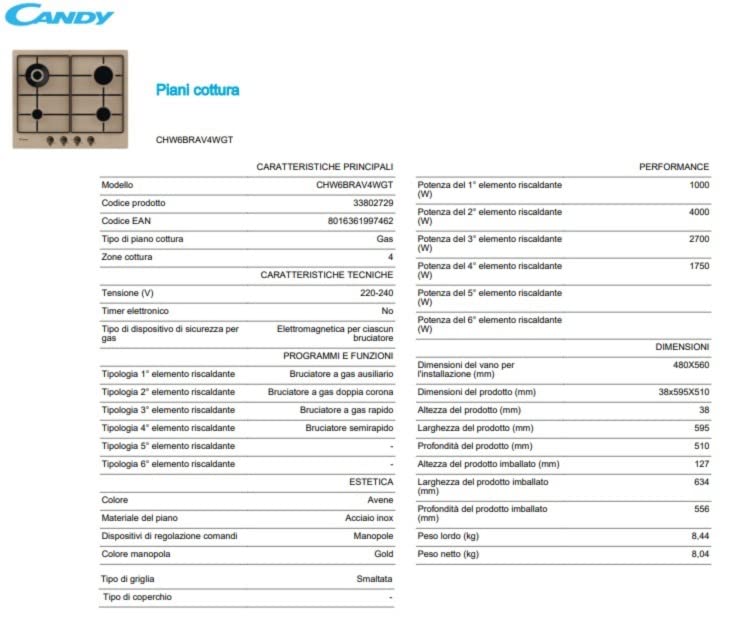 CANDY
Piani cottura
CHW6BRAV4WGT
CARATTERISTICHE PRINCIPALI
Modello CHW6BRAV4WGT
Codice prodotto 33802729
Codice EAN 8016361997462
Tipo di piano cottura Gas
Zone cottura 4
CARATTERISTICHE TECNICHE
Tensione (V) 220-240
Timer elettronico No
Tipo di dispositivo di sicurezza per Elettromagnetica per ciascun
gas bruciatore
PROGRAMMI E FUNZIONI
Tipologia 1° elemento riscaldante Bruciatore a gas ausiliario
Tipologia 2° elemento riscaldante Bruciatore a gas doppia corona
Tipologia 3° elemento riscaldante Bruciatore a gas rapido
Tipologia 4° elemento riscaldante Bruciatore semirapido
Tipologia 5° elemento riscaldante -
Tipologia 6° elemento riscaldante -
ESTETICA
Colore Avene
Materiale del piano Acciaio inox
Dispositivi di regolazione comandi Manopole
Colore manopola Gold
Tipo di griglia Smaltata
Tipo di coperchio -
PERFORMANCE
Potenza del 1° elemento riscaldante 1000
(W)
Potenza del 2° elemento riscaldante 4000
(W)
Potenza del 3° elemento riscaldante 2700
(W)
Potenza del 4° elemento riscaldante 1750
(W)
Potenza del 5° elemento riscaldante
(W)
Potenza del 6° elemento riscaldante
(W)
DIMENSIONI
Dimensioni del vano per 480X560
l'installazione (mm)
Dimensioni del prodotto (mm) 38x595X510
Altezza del prodotto (mm) 38
Larghezza del prodotto (mm) 595
Profondità del prodotto (mm) 510
Altezza del prodotto imballato (mm) 127
Larghezza del prodotto imballato 634
(mm)
Profondità del prodotto imballato 556
(mm)
Peso lordo (kg) 8,44
Peso netto (kg) 8,04